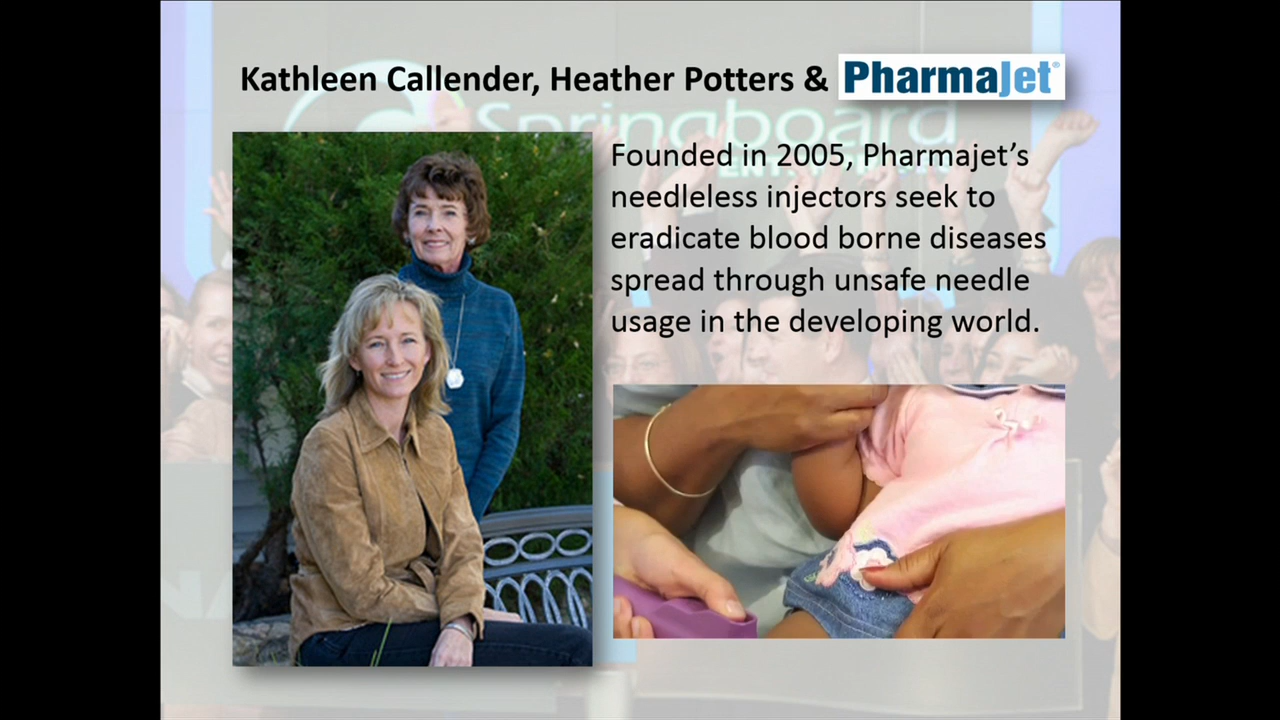 Kathleen Callender, Heather Potters & PharmaJet®
Springboard
Founded in 2005, Pharmajet’s
needleless injectors seek to
eradicate blood borne diseases
spread through unsafe needle
usage in the developing world.